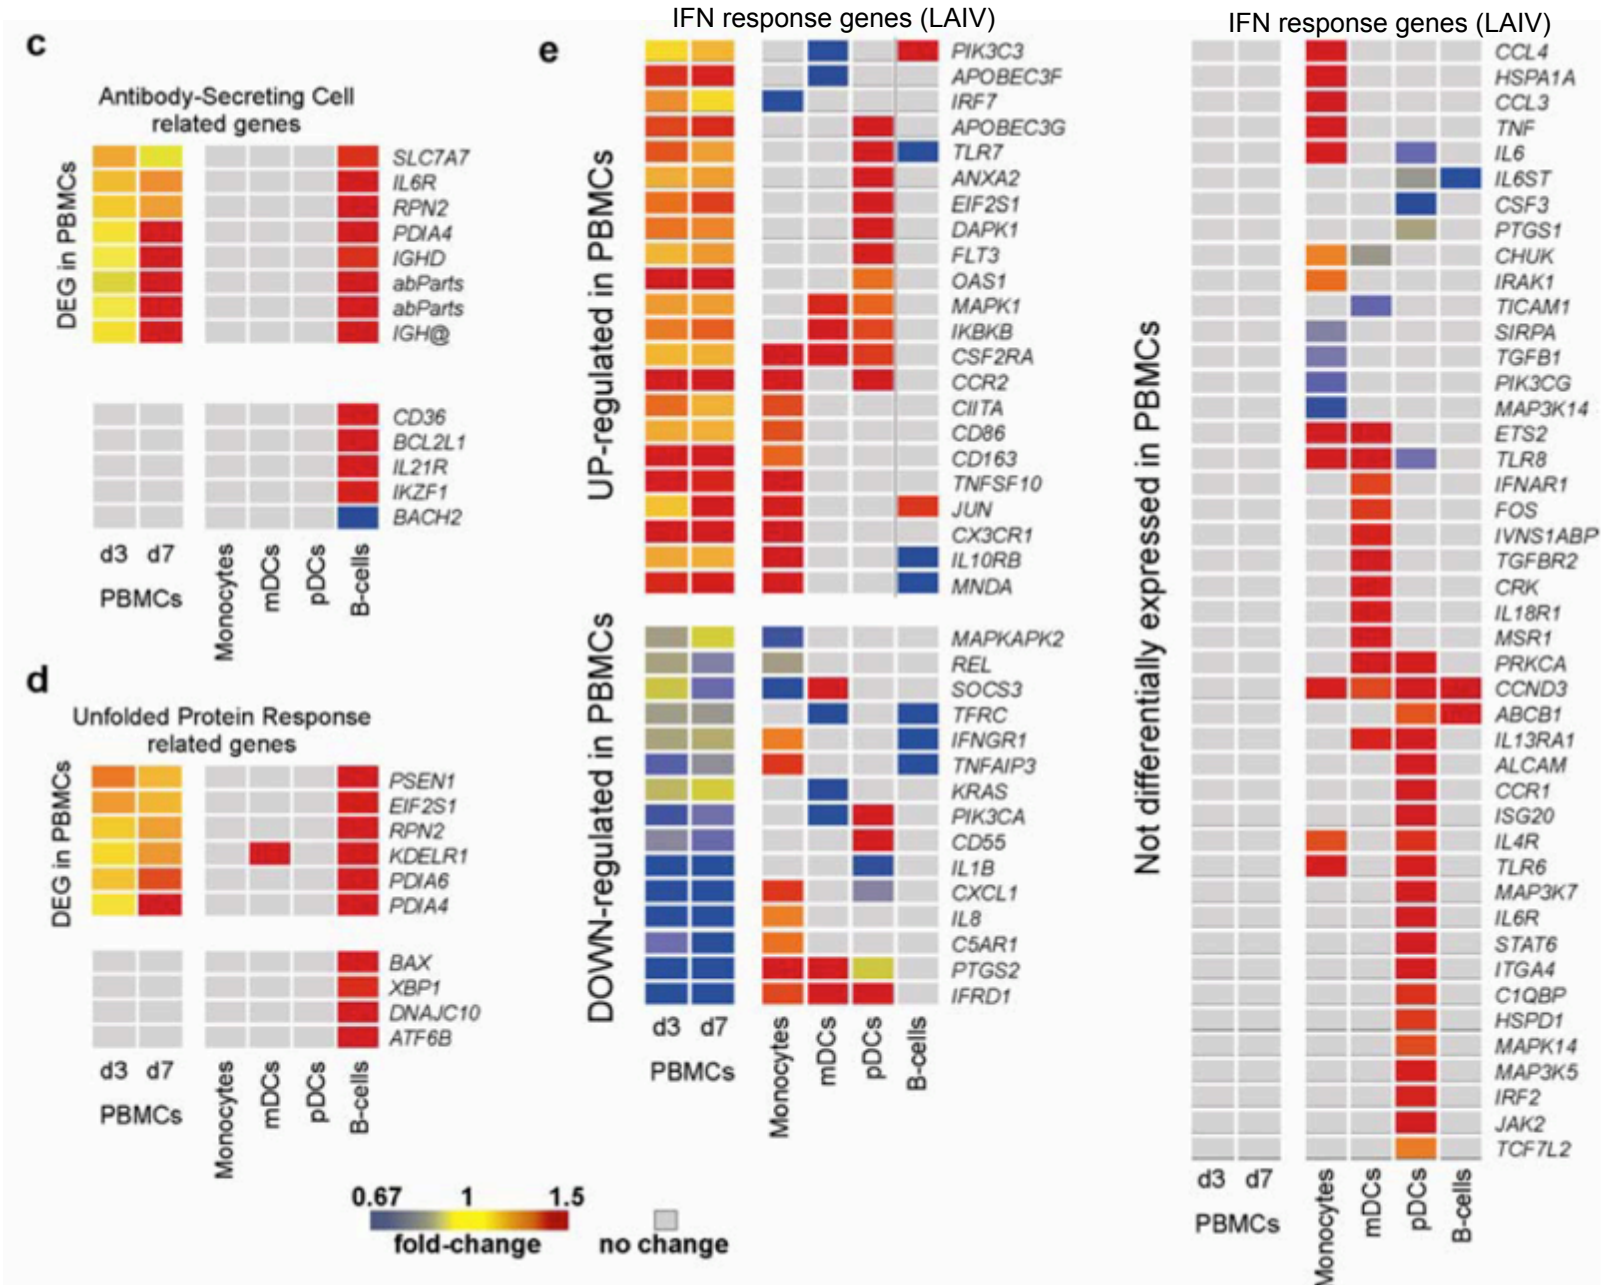 c
Antibody-Secreting Cell
related genes
DEG in PBMCs
SLC7A7
IL6R
RPN2
PDIA4
IGHD
abParts
abParts
IGH@
CD36
BCL2L1
IL21R
IKZF1
BACH2
d3 d7
PBMCs
Monocytes
mDCs
pDCs
B-cells
d
Unfolded Protein Response
related genes
DEG in PBMCs
PSEN1
EIF2S1
RPN2
KDELR1
PDIA6
PDIA4
BAX
XBP1
DNAJC10
ATF6B
d3 d7
PBMCs
Monocytes
mDCs
pDCs
B-cells
e
IFN response genes (LAIV)
UP-regulated in PBMCs
PIK3C3
APOBEC3F
IRF7
APOBEC3G
TLR7
ANXA2
EIF2S1
DAPK1
FLT3
OAS1
MAPK1
IKBKB
CSF2RA
CCR2
CIITA
CD86
CD163
TNFSF10
JUN
CX3CR1
IL10RB
MNDA
DOWN-regulated in PBMCs
MAPKAPK2
REL
SOCS3
TFRC
IFNGR1
TNFAIP3
KRAS
PIK3CA
CD55
IL1B
CXCL1
IL8
C5AR1
PTGS2
IFRD1
d3 d7
PBMCs
Monocytes
mDCs
pDCs
B-cells
IFN response genes (LAIV)
Not differentially expressed in PBMCs
CCL4
HSPA1A
CCL3
TNF
IL6
IL6ST
CSF3
PTGS1
CHUK
IRAK1
TICAM1
SIRPA
TGFB1
PIK3CG
MAP3K14
ETS2
TLR8
IFNAR1
FOS
IVNS1ABP
TGFBR2
CRK
IL18R1
MSR1
PRKCA
CCND3
ABCB1
IL13RA1
ALCAM
CCR1
ISG20
IL4R
TLR6
MAP3K7
IL6R
STAT6
ITGA4
C1QBP
HSPD1
MAPK14
MAP3K5
IRF2
JAK2
TCF7L2
d3 d7
PBMCs
Monocytes
mDCs
pDCs
B-cells
0.67 1 1.5
fold-change
no change